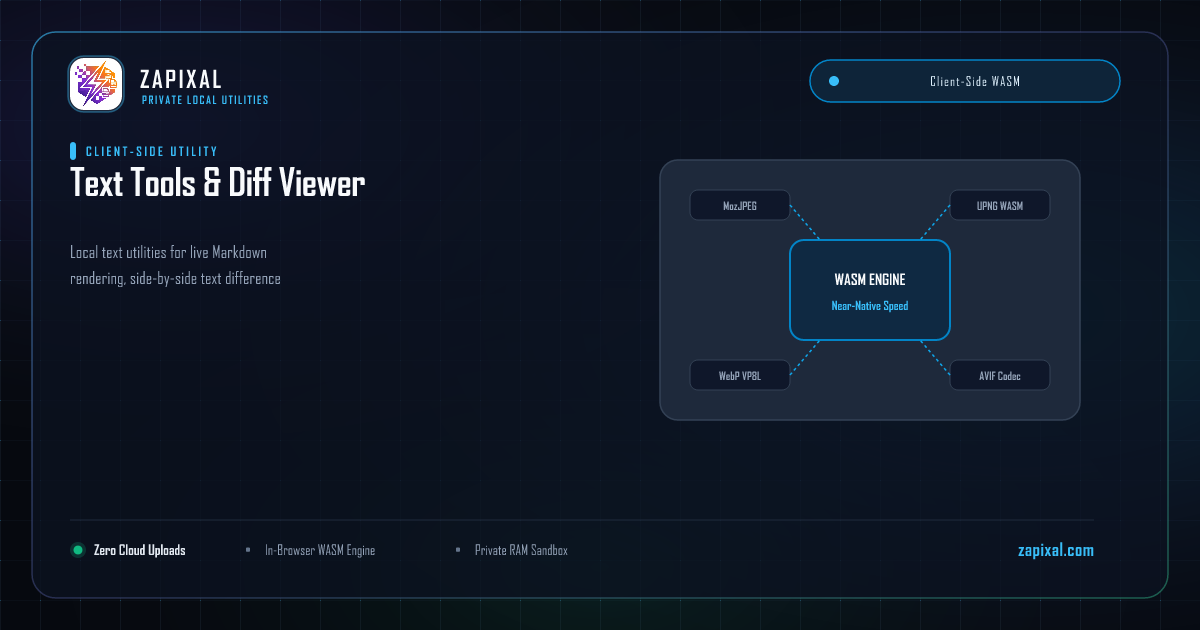 ZAPIXAL
PRIVATE LOCAL UTILITIES
Client-Side WASM
CLIENT-SIDE UTILITY
Text Tools & Diff Viewer
Local text utilities for live Markdown
rendering, side-by-side text difference
MozJPEG
UPNG WASM
WASM ENGINE
Near-Native Speed
WebP VP8L
AVIF Codec
Zero Cloud Uploads
In-Browser WASM Engine
Private RAM Sandbox
zapixal.com